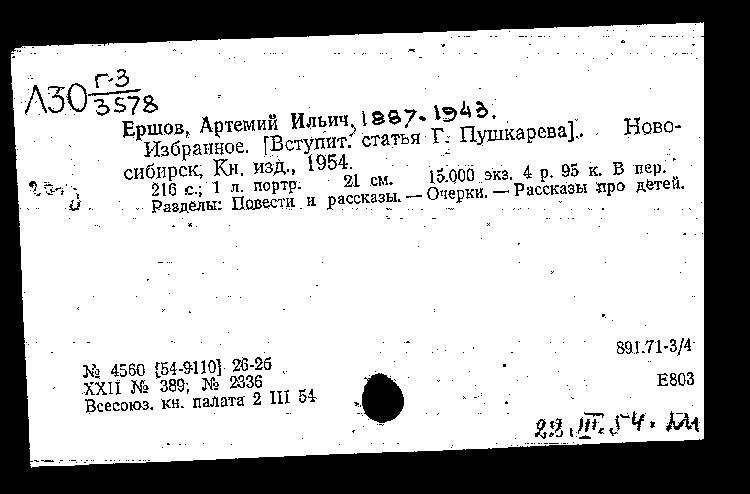 Л30 Г-3
3578
Ершов, Артемий Ильич, 1887-1943.
Избранное. [Вступит. статья Г. Пушкарева]. Ново-
сибирск, Кн. изд., 1954.
216 с.; 1 л. портр. 21 см. 15.000 экз. 4 р. 95 к. В пер.
Разделы: Повести и рассказы. — Очерки. — Рассказы про детей.
891.71-3/4
№ 4560 [54-9110] 26-26
XXII № 389; № 2336
Е803
Всесоюз. кн. палата 2 III 54
22.III.54.